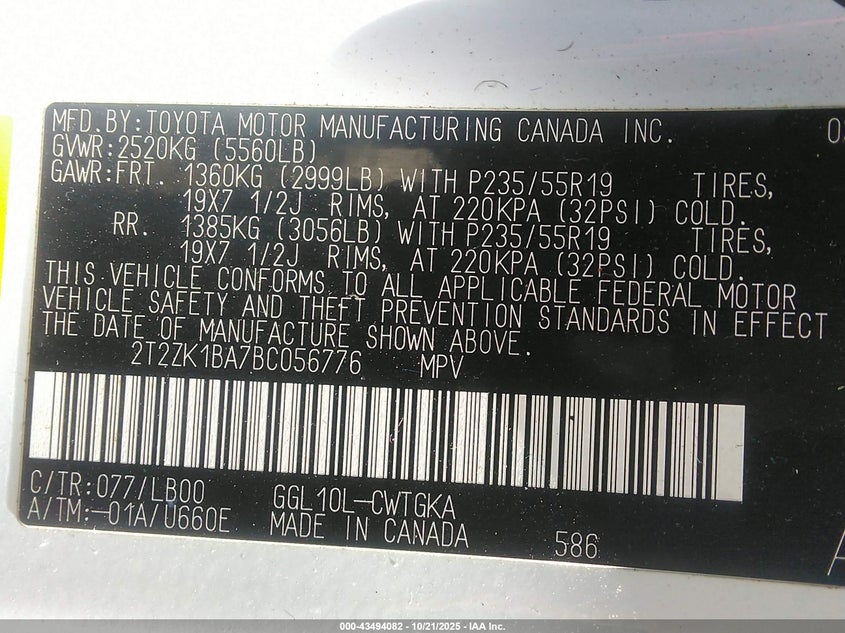 MFD.BY:TOYOTA MOTOR MANUFACTURING CANADA INC.
GVWR:2520KG (5560LB)
GAWR:FRT. 1360KG (2999LB) WITH P235/55R19 TIRES,
19X7 1/2J RIMS, AT 220KPA (32PSI) COLD.
RR. 1385KG (3056LB) WITH P235/55R19 TIRES,
19X7 1/2J RIMS, AT 220KPA (32PSI) COLD.
THIS VEHICLE CONFORMS TO ALL APPLICABLE FEDERAL MOTOR
VEHICLE SAFETY AND THEFT PREVENTION STANDARDS IN EFFECT
THE DATE OF MANUFACTURE SHOWN ABOVE.
2T2ZK1BA7BC056776 MPV
C/TR:077/LB00 GGL10L-CWTGKA
A/TM:-01A/U660E MADE IN CANADA 586
000-43494082 - 10/21/2025 - IAA Inc.